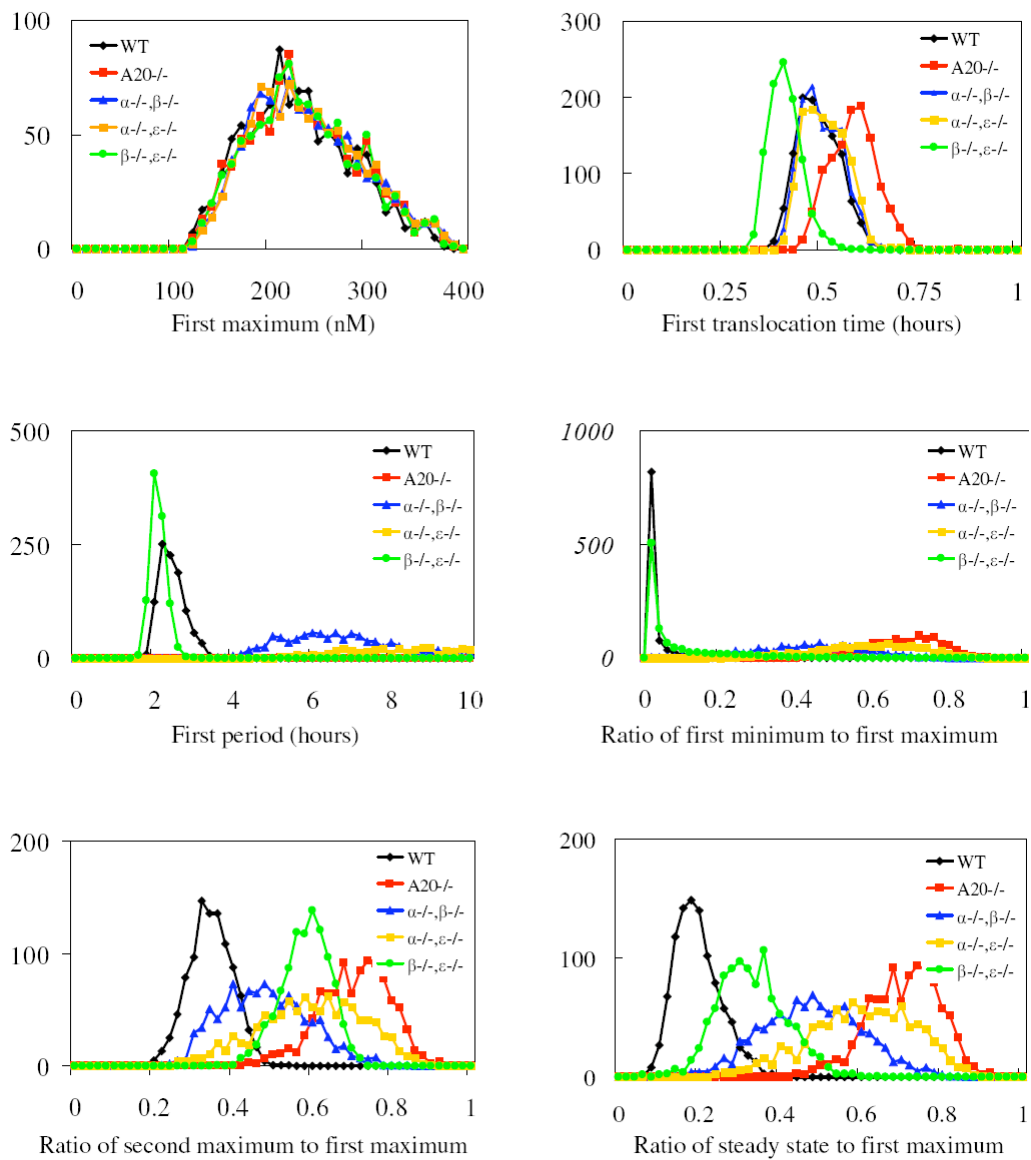 100
50
0
WT
A20-/-
α-/-,β-/-
α-/-,ε-/-
β-/-,ε-/-
0 100 200 300 400
First maximum (nM)
300
200
100
0
WT
A20-/-
α-/-,β-/-
α-/-,ε-/-
β-/-,ε-/-
0 0.25 0.5 0.75 1
First translocation time (hours)
500
250
0
WT
A20-/-
α-/-,β-/-
α-/-,ε-/-
β-/-,ε-/-
0 2 4 6 8 10
First period (hours)
1000
500
0
WT
A20-/-
α-/-,β-/-
α-/-,ε-/-
β-/-,ε-/-
0 0.2 0.4 0.6 0.8 1
Ratio of first minimum to first maximum
200
100
0
WT
A20-/-
α-/-,β-/-
α-/-,ε-/-
β-/-,ε-/-
0 0.2 0.4 0.6 0.8 1
Ratio of second maximum to first maximum
200
100
0
WT
A20-/-
α-/-,β-/-
α-/-,ε-/-
β-/-,ε-/-
0 0.2 0.4 0.6 0.8 1
Ratio of steady state to first maximum